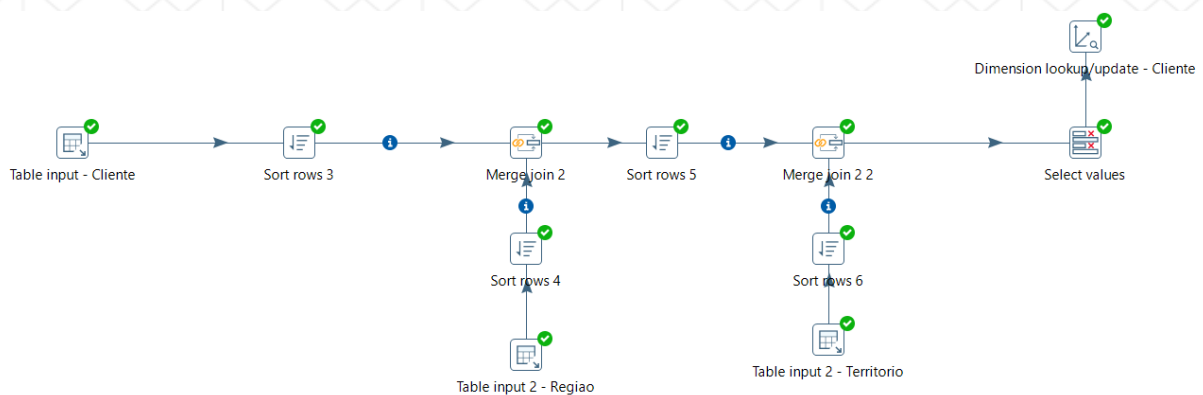 Dimension lookup/update - Cliente
Table input - Cliente
Sort rows 3
Merge join 2
Sort rows 5
Merge join 2 2
Select values
Sort rows 4
Sort rows 6
Table input 2 - Territorio
Table input 2 - Regiao